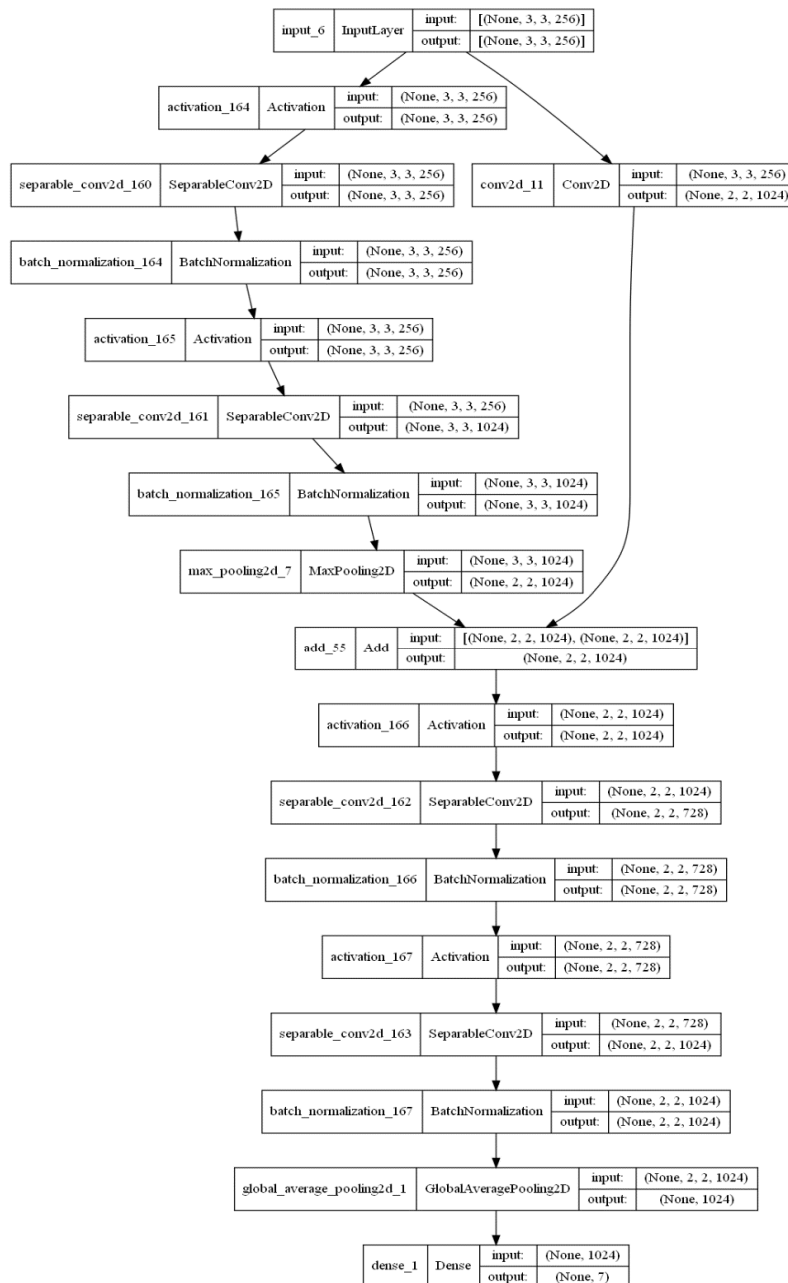 input_6 InputLayer input: [(None, 3, 3, 256)]
output: [(None, 3, 3, 256)]
activation_164 Activation input: (None, 3, 3, 256)
output: (None, 3, 3, 256)
separable_conv2d_160 SeparableConv2D input: (None, 3, 3, 256)
output: (None, 3, 3, 256)
conv2d_11 Conv2D input: (None, 3, 3, 256)
output: (None, 2, 2, 1024)
batch_normalization_164 BatchNormalization input: (None, 3, 3, 256)
output: (None, 3, 3, 256)
activation_165 Activation input: (None, 3, 3, 256)
output: (None, 3, 3, 256)
separable_conv2d_161 SeparableConv2D input: (None, 3, 3, 256)
output: (None, 3, 3, 1024)
batch_normalization_165 BatchNormalization input: (None, 3, 3, 1024)
output: (None, 3, 3, 1024)
max_pooling2d_7 MaxPooling2D input: (None, 3, 3, 1024)
output: (None, 2, 2, 1024)
add_55 Add input: [(None, 2, 2, 1024), (None, 2, 2, 1024)]
output: (None, 2, 2, 1024)
activation_166 Activation input: (None, 2, 2, 1024)
output: (None, 2, 2, 1024)
separable_conv2d_162 SeparableConv2D input: (None, 2, 2, 1024)
output: (None, 2, 2, 728)
batch_normalization_166 BatchNormalization input: (None, 2, 2, 728)
output: (None, 2, 2, 728)
activation_167 Activation input: (None, 2, 2, 728)
output: (None, 2, 2, 728)
separable_conv2d_163 SeparableConv2D input: (None, 2, 2, 728)
output: (None, 2, 2, 1024)
batch_normalization_167 BatchNormalization input: (None, 2, 2, 1024)
output: (None, 2, 2, 1024)
global_average_pooling2d_1 GlobalAveragePooling2D input: (None, 2, 2, 1024)
output: (None, 1024)
dense_1 Dense input: (None, 1024)
output: (None, 7)